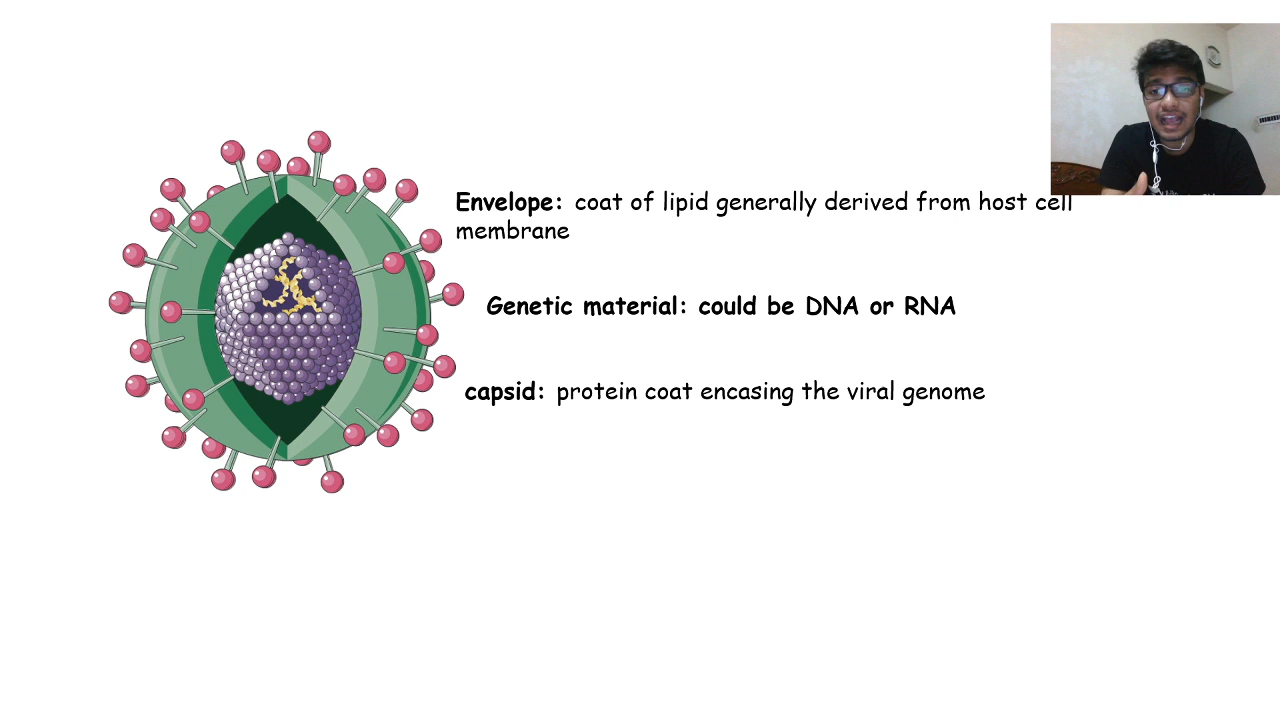 Envelope: coat of lipid generally derived from host cell
membrane
Genetic material: could be DNA or RNA
capsid: protein coat encasing the viral genome